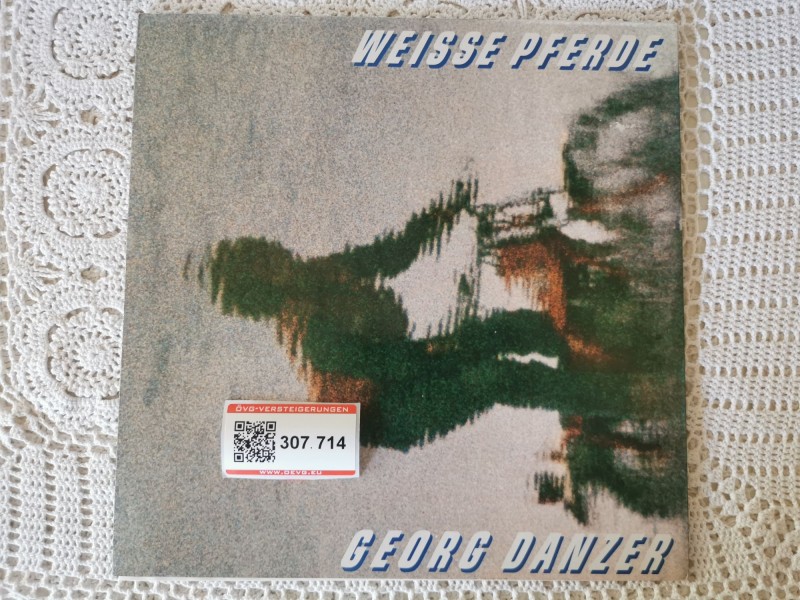 WEISSE PFERDE
ÖVG-VERSTEIGERUNGEN
307.714
WWW.OEVG.EU
GEORG DANZER